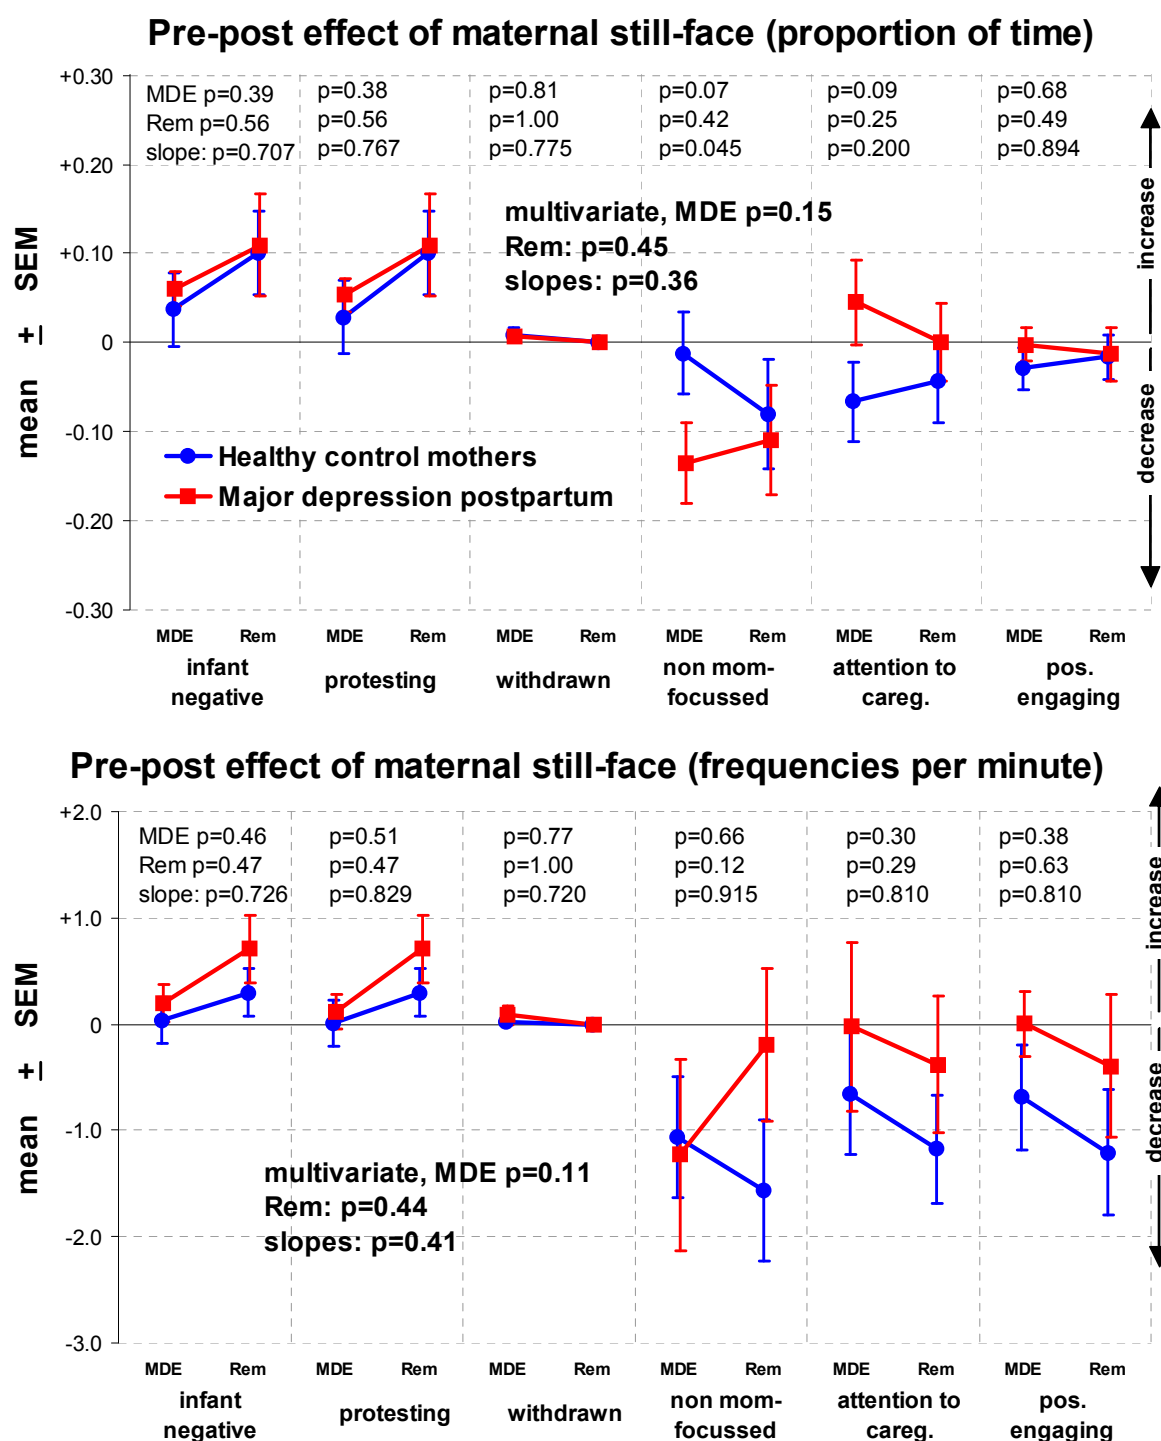 Pre-post effect of maternal still-face (proportion of time)
+0.30
+0.20
+0.10
0
-0.10
-0.20
-0.30
mean ± SEM
MDE p=0.39
Rem p=0.56
slope: p=0.707
p=0.38
p=0.56
p=0.767
p=0.81
p=1.00
p=0.775
p=0.07
p=0.42
p=0.045
p=0.09
p=0.25
p=0.200
p=0.68
p=0.49
p=0.894
multivariate, MDE p=0.15
Rem: p=0.45
slopes: p=0.36
Healthy control mothers
Major depression postpartum
increase
decrease
MDE Rem MDE Rem MDE Rem MDE Rem MDE Rem MDE Rem
infant
negative
protesting
withdrawn
non mom-
focussed
attention to
careg.
pos.
engaging
Pre-post effect of maternal still-face (frequencies per minute)
+2.0
+1.0
0
-1.0
-2.0
-3.0
mean ± SEM
MDE p=0.46
Rem p=0.47
slope: p=0.726
p=0.51
p=0.47
p=0.829
p=0.77
p=1.00
p=0.720
p=0.66
p=0.12
p=0.915
p=0.30
p=0.29
p=0.810
p=0.38
p=0.63
p=0.810
multivariate, MDE p=0.11
Rem: p=0.44
slopes: p=0.41
increase
decrease
MDE Rem MDE Rem MDE Rem MDE Rem MDE Rem MDE Rem
infant
negative
protesting
withdrawn
non mom-
focussed
attention to
careg.
pos.
engaging